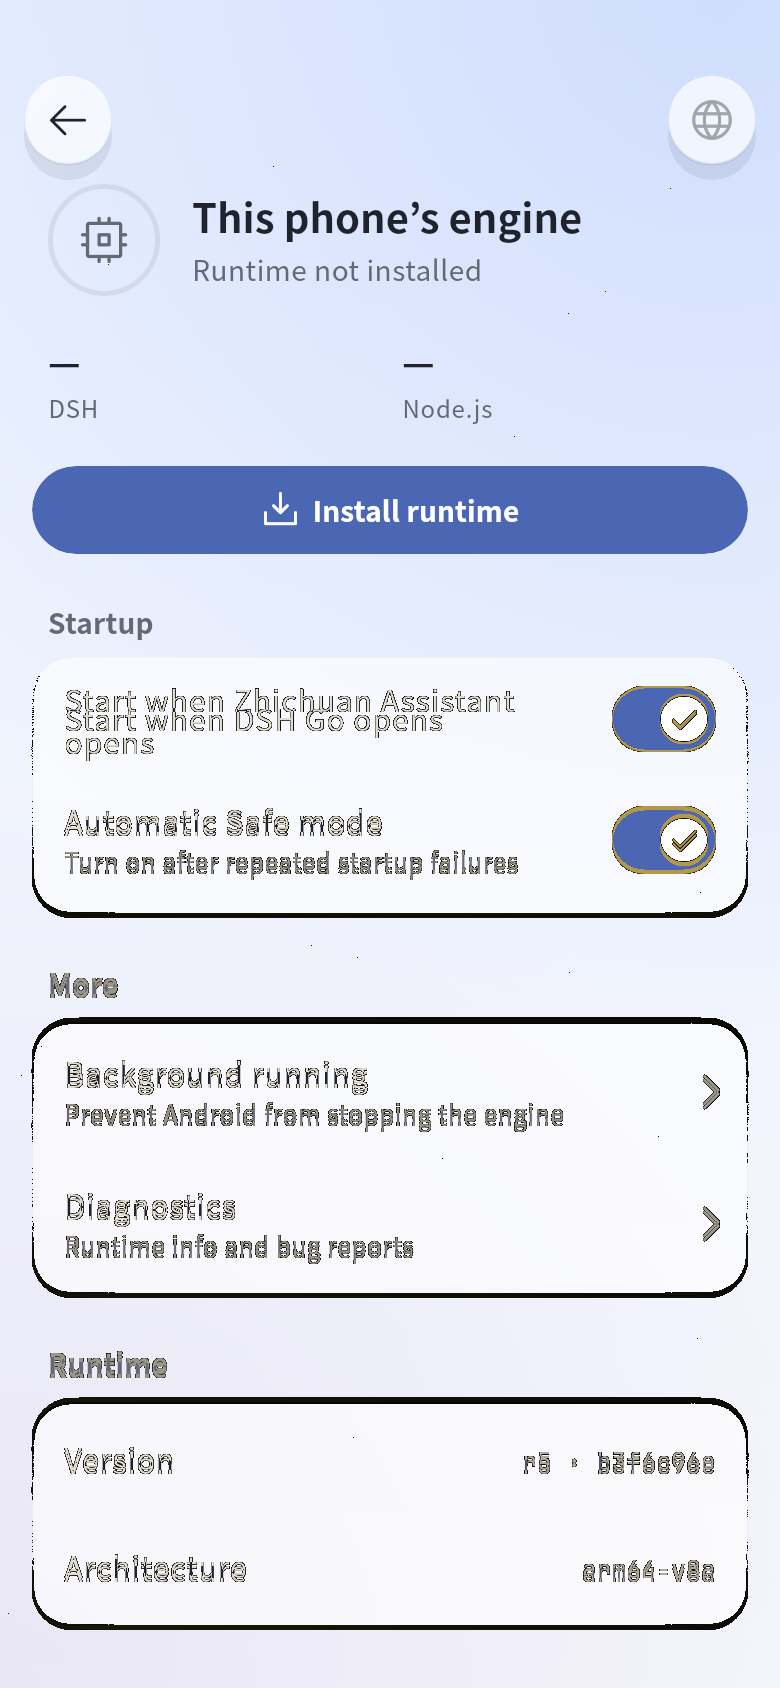 This phone’s engine
Runtime not installed
—
—
DSH
Node.js
Install runtime
Startup
Start when Zhichuan Assistant
Start when DSH Go opens
opens
Automatic Safe mode
Turn on after repeated startup failures
More
Background running
Prevent Android from stopping the engine
Diagnostics
Runtime info and bug reports
Runtime
Version
Architecture
arm64-v8a